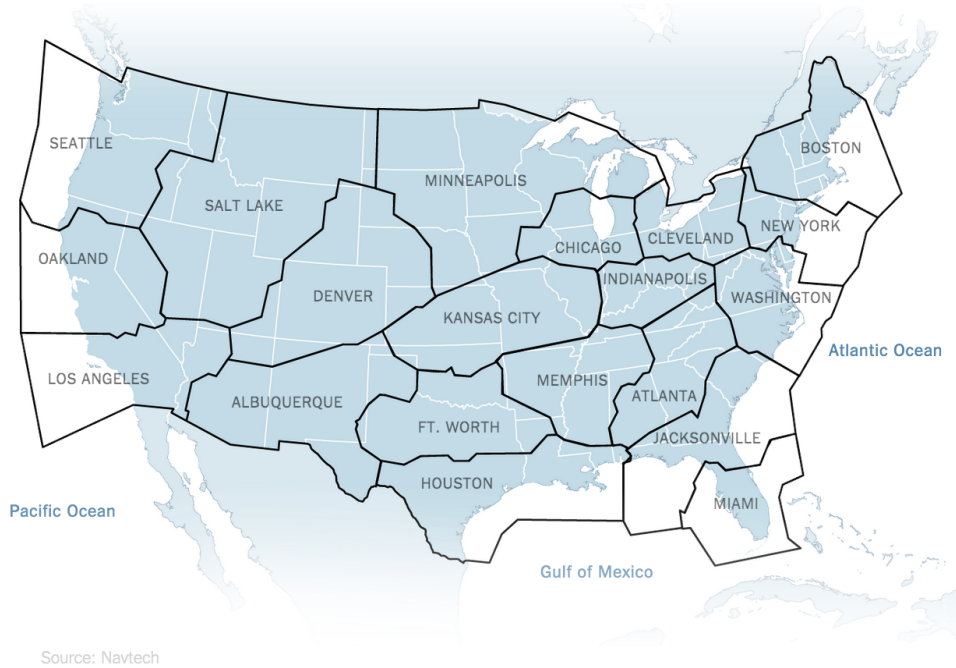 SEATTLE
BOSTON
MINNEAPOLIS
SALT LAKE
NEW YORK
CLEVELAND
CHICAGO
OAKLAND
INDIANAPOLIS
DENVER
WASHINGTON
KANSAS CITY
Atlantic Ocean
LOS ANGELES
MEMPHIS
ATLANTA
ALBUQUERQUE
FT. WORTH
JACKSONVILLE
HOUSTON
MIAMI
Pacific Ocean
Gulf of Mexico
Source: Navtech